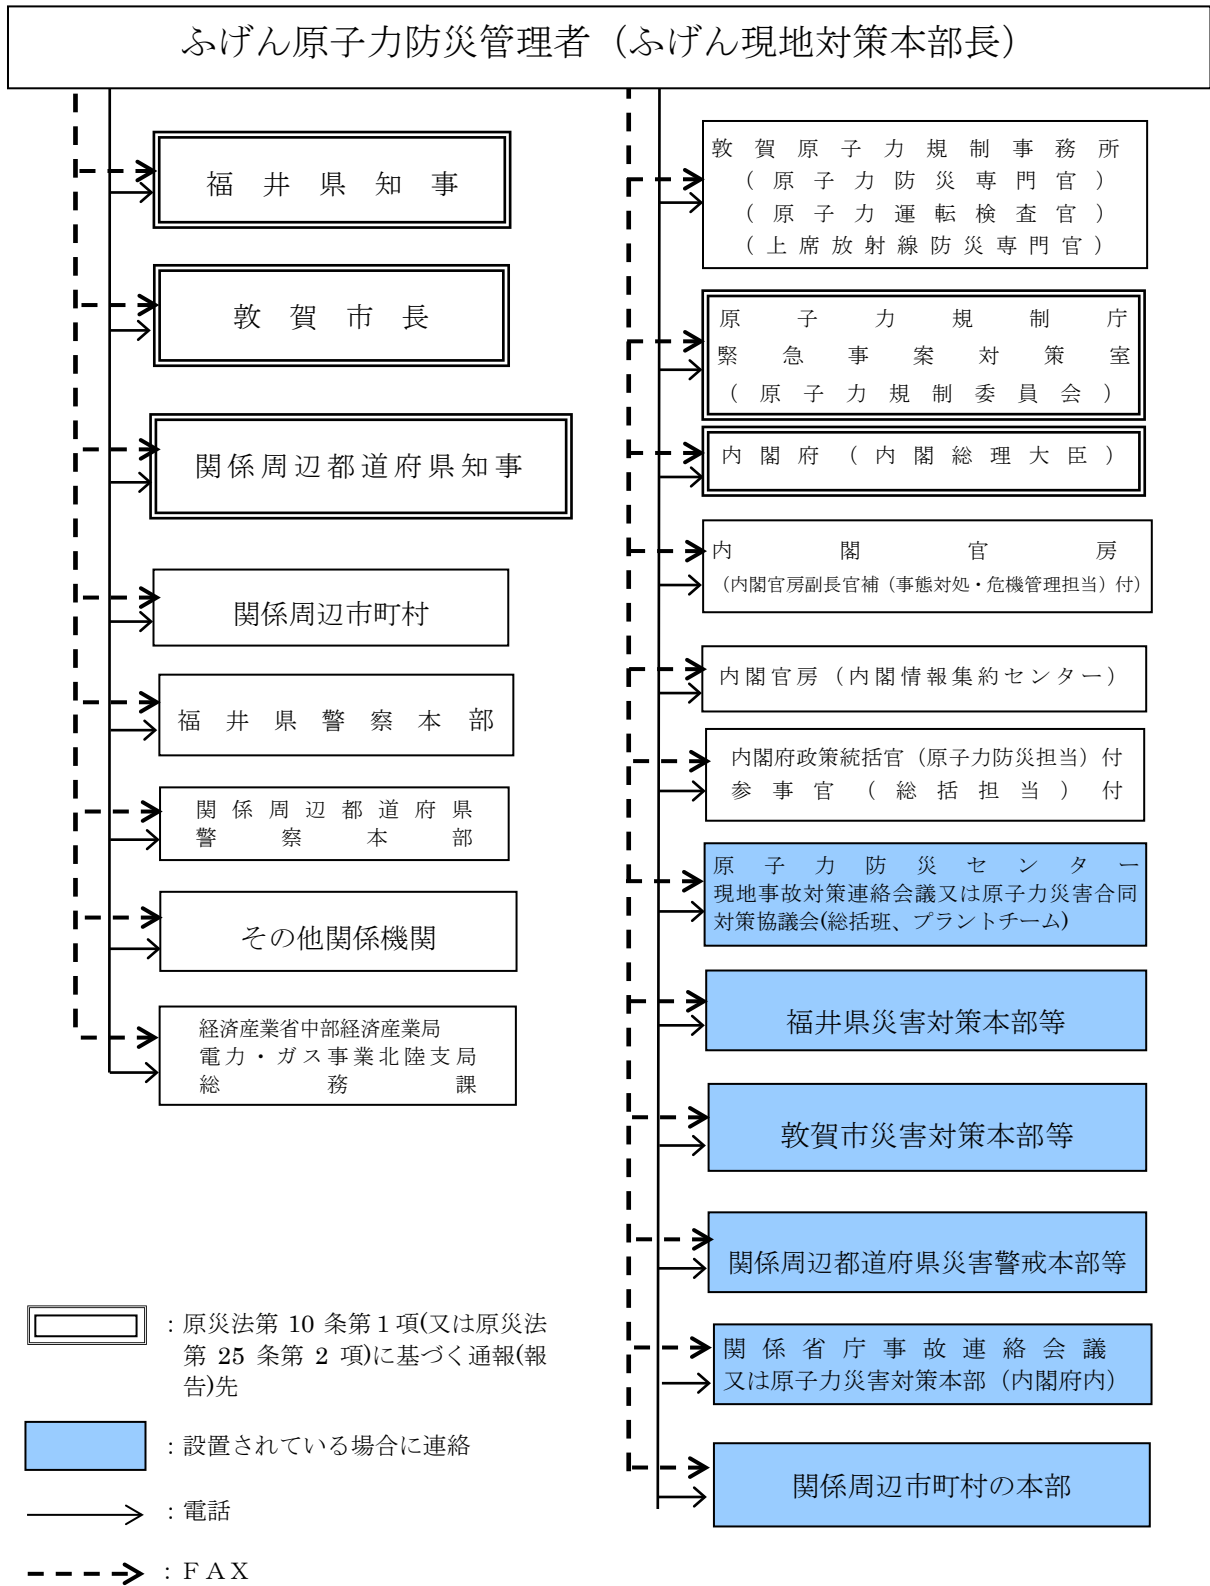 ふげん原子力防災管理者（ふげん現地対策本部長）
福井県知事
敦賀市長
関係周辺都道府県知事
関係周辺市町村
福井県警察本部
関係周辺都道府県
警察本部
その他関係機関
経済産業省中部経済産業局
電力・ガス事業北陸支局
総務課
敦賀原子力規制事務所
（原子力防災専門官）
（原子力運転検査官）
（上席放射線防災専門官）
原子力規制庁
緊急事案対策室
（原子力規制委員会）
内閣府（内閣総理大臣）
内閣官房
（内閣官房副長官補（事態対処・危機管理担当）付）
内閣官房（内閣情報集約センター）
内閣府政策統括官（原子力防災担当）付
参事官（総括担当）付
原子力防災センター
現地事故対策連絡会議又は原子力災害合同
対策協議会(総括班、プラントチーム)
福井県災害対策本部等
敦賀市災害対策本部等
関係周辺都道府県災害警戒本部等
関係省庁事故連絡会議
又は原子力災害対策本部（内閣府内）
関係周辺市町村の本部
：原災法第 10 条第１項(又は原災法
第 25 条第 2 項)に基づく通報(報
告)先
：設置されている場合に連絡
：電話
：ＦＡＸ